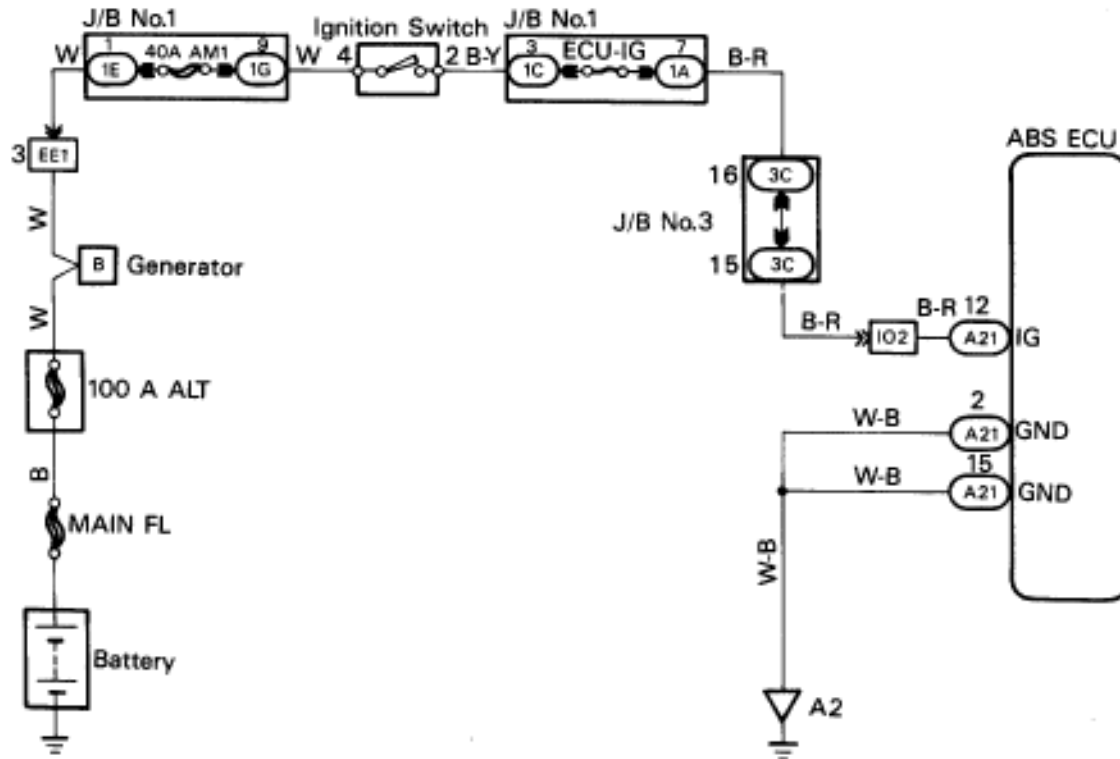 J/B No.1
Ignition Switch
J/B No.1
W
1
1E
40A AM1
9
1G
W
4
2
B-Y
3
1C
ECU-IG
7
1A
B-R
3
EE1
W
B
Generator
W
100 A ALT
B
MAIN FL
Battery
16
3C
J/B No.3
15
3C
B-R
IO2
B-R
12
A21
IG
ABS ECU
2
W-B
A21
GND
15
W-B
A21
GND
W-B
A2